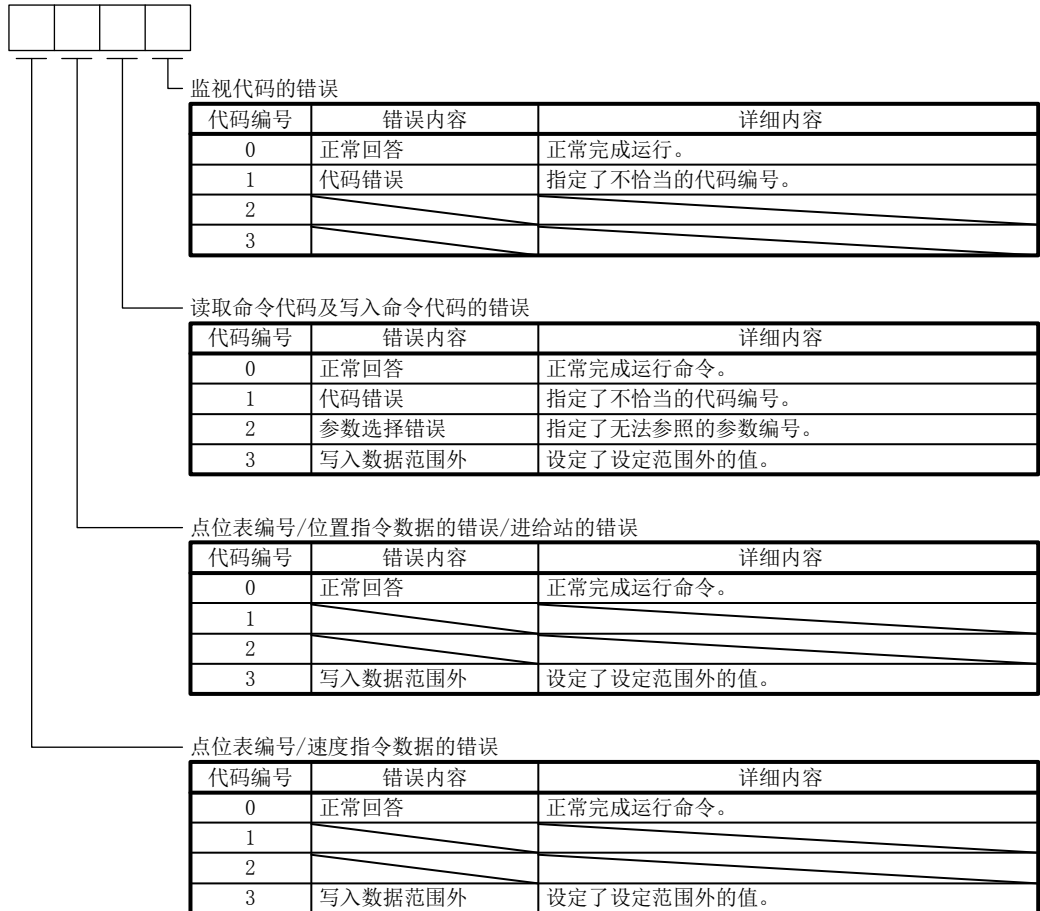 监视代码的错误
代码编号 错误内容 详细内容
0 正常回答 正常完成运行。
1 代码错误 指定了不恰当的代码编号。
2
3
读取命令代码及写入命令代码的错误
代码编号 错误内容 详细内容
0 正常回答 正常完成运行命令。
1 代码错误 指定了不恰当的代码编号。
2 参数选择错误 指定了无法参照的参数编号。
3 写入数据范围外 设定了设定范围外的值。
点位表编号/位置指令数据的错误/进给站的错误
代码编号 错误内容 详细内容
0 正常回答 正常完成运行命令。
1
2
3 写入数据范围外 设定了设定范围外的值。
点位表编号/速度指令数据的错误
代码编号 错误内容 详细内容
0 正常回答 正常完成运行命令。
1
2
3 写入数据范围外 设定了设定范围外的值。